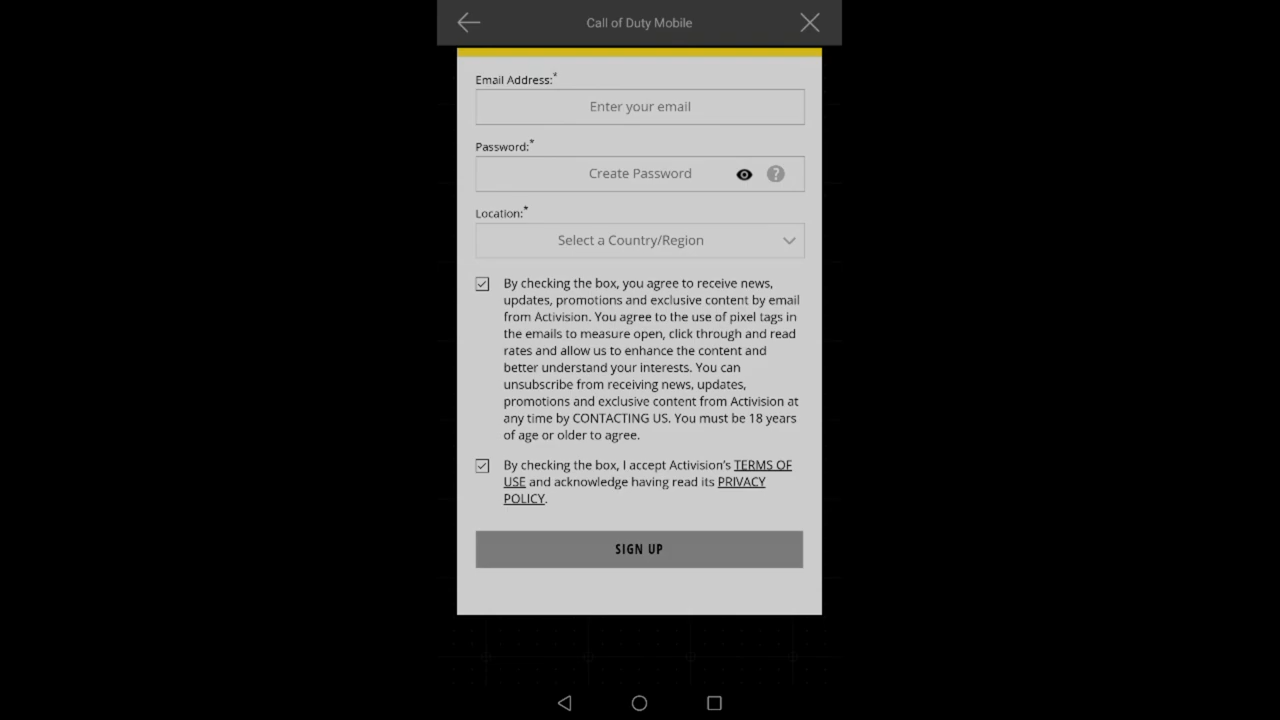 Call of Duty Mobile
Email Address:*
Enter your email
Password:*
Create Password
?
Location:*
Select a Country/Region
By checking the box, you agree to receive news,
updates, promotions and exclusive content by email
from Activision. You agree to the use of pixel tags in
the emails to measure open, click through and read
rates and allow us to enhance the content and
better understand your interests. You can
unsubscribe from receiving news, updates,
promotions and exclusive content from Activision at
any time by CONTACTING US. You must be 18 years
of age or older to agree.
By checking the box, I accept Activision's TERMS OF
USE and acknowledge having read its PRIVACY
POLICY.
SIGN UP